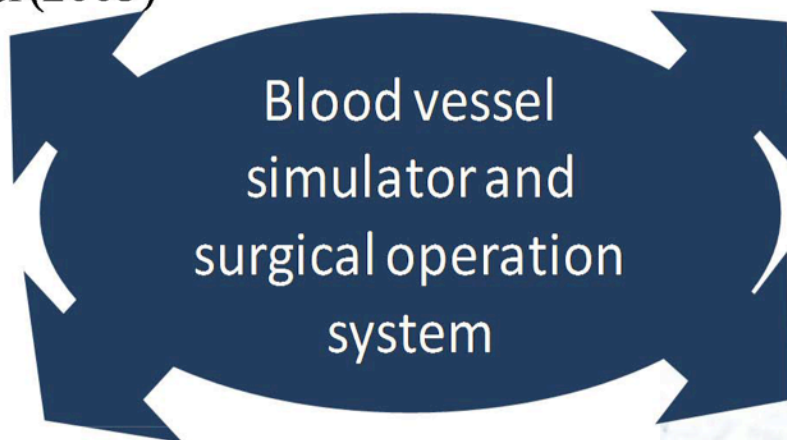 Blood vessel
simulator and
surgical operation
system